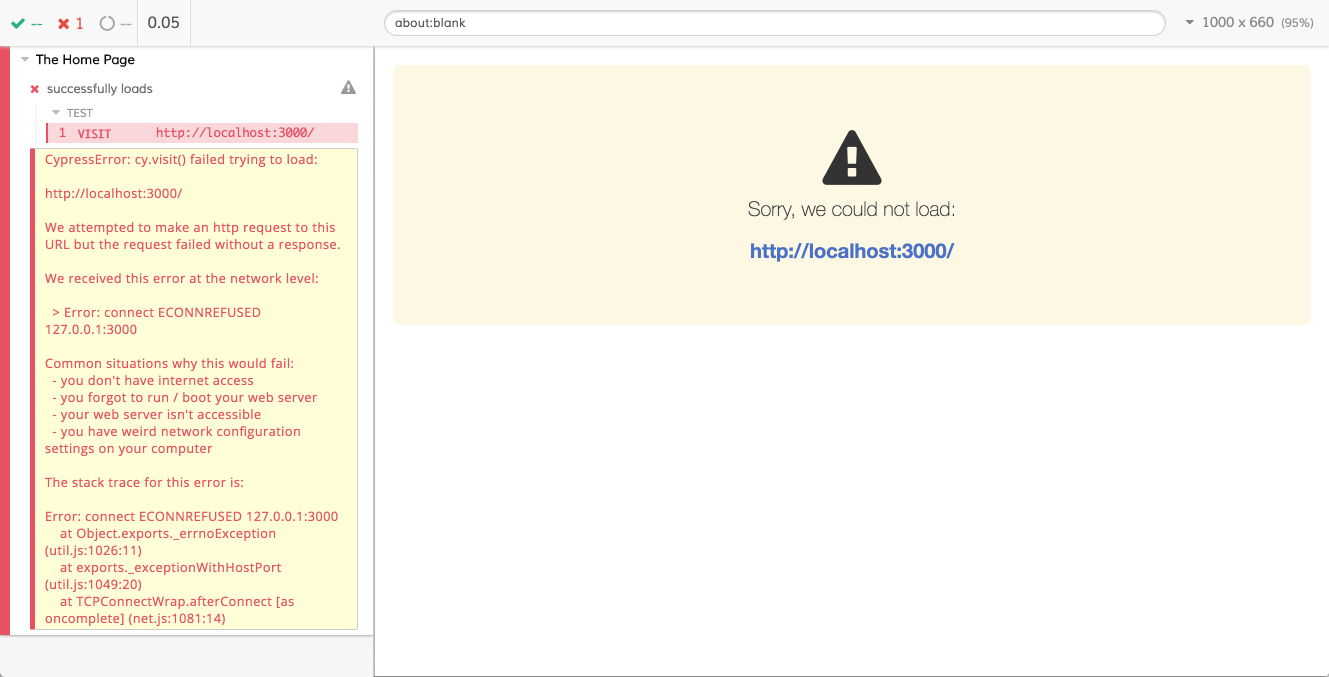 -- 1 -- 0.05 about:blank 1000 x 660 (95%)
The Home Page
successfully loads
TEST
1 VISIT http://localhost:3000/
CypressError: cy.visit() failed trying to load:
http://localhost:3000/
We attempted to make an http request to this
URL but the request failed without a response.
We received this error at the network level:
> Error: connect ECONNREFUSED
127.0.0.1:3000
Common situations why this would fail:
- you don't have internet access
- you forgot to run / boot your web server
- your web server isn't accessible
- you have weird network configuration
settings on your computer
The stack trace for this error is:
Error: connect ECONNREFUSED 127.0.0.1:3000
at Object.exports._errnoException
(util.js:1026:11)
at exports._exceptionWithHostPort
(util.js:1049:20)
at TCPConnectWrap.afterConnect [as
oncomplete] (net.js:1081:14)
Sorry, we could not load:
http://localhost:3000/